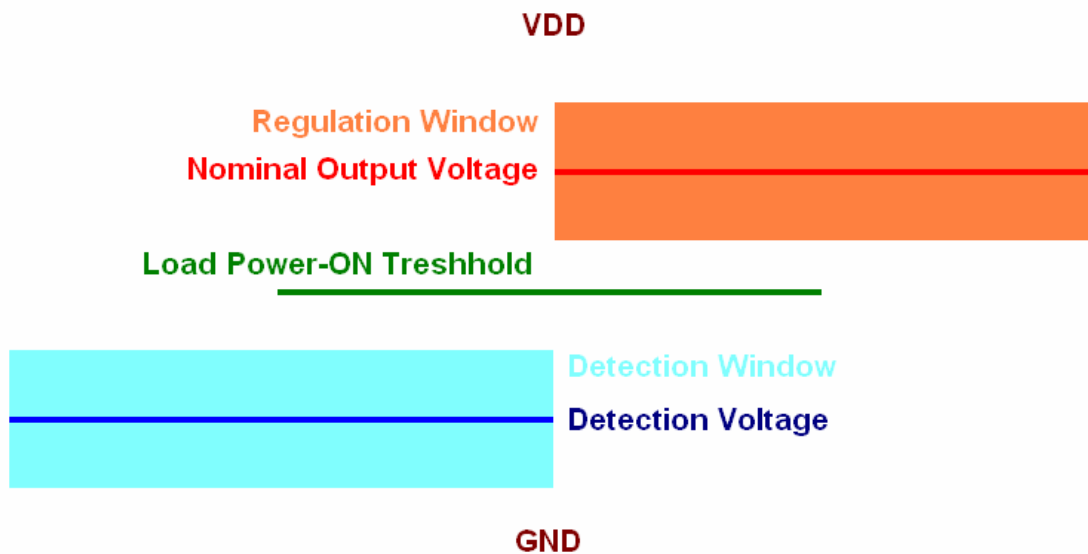 VDD
Regulation Window
Nominal Output Voltage
Load Power-ON Treshhold
Detection Window
Detection Voltage
GND